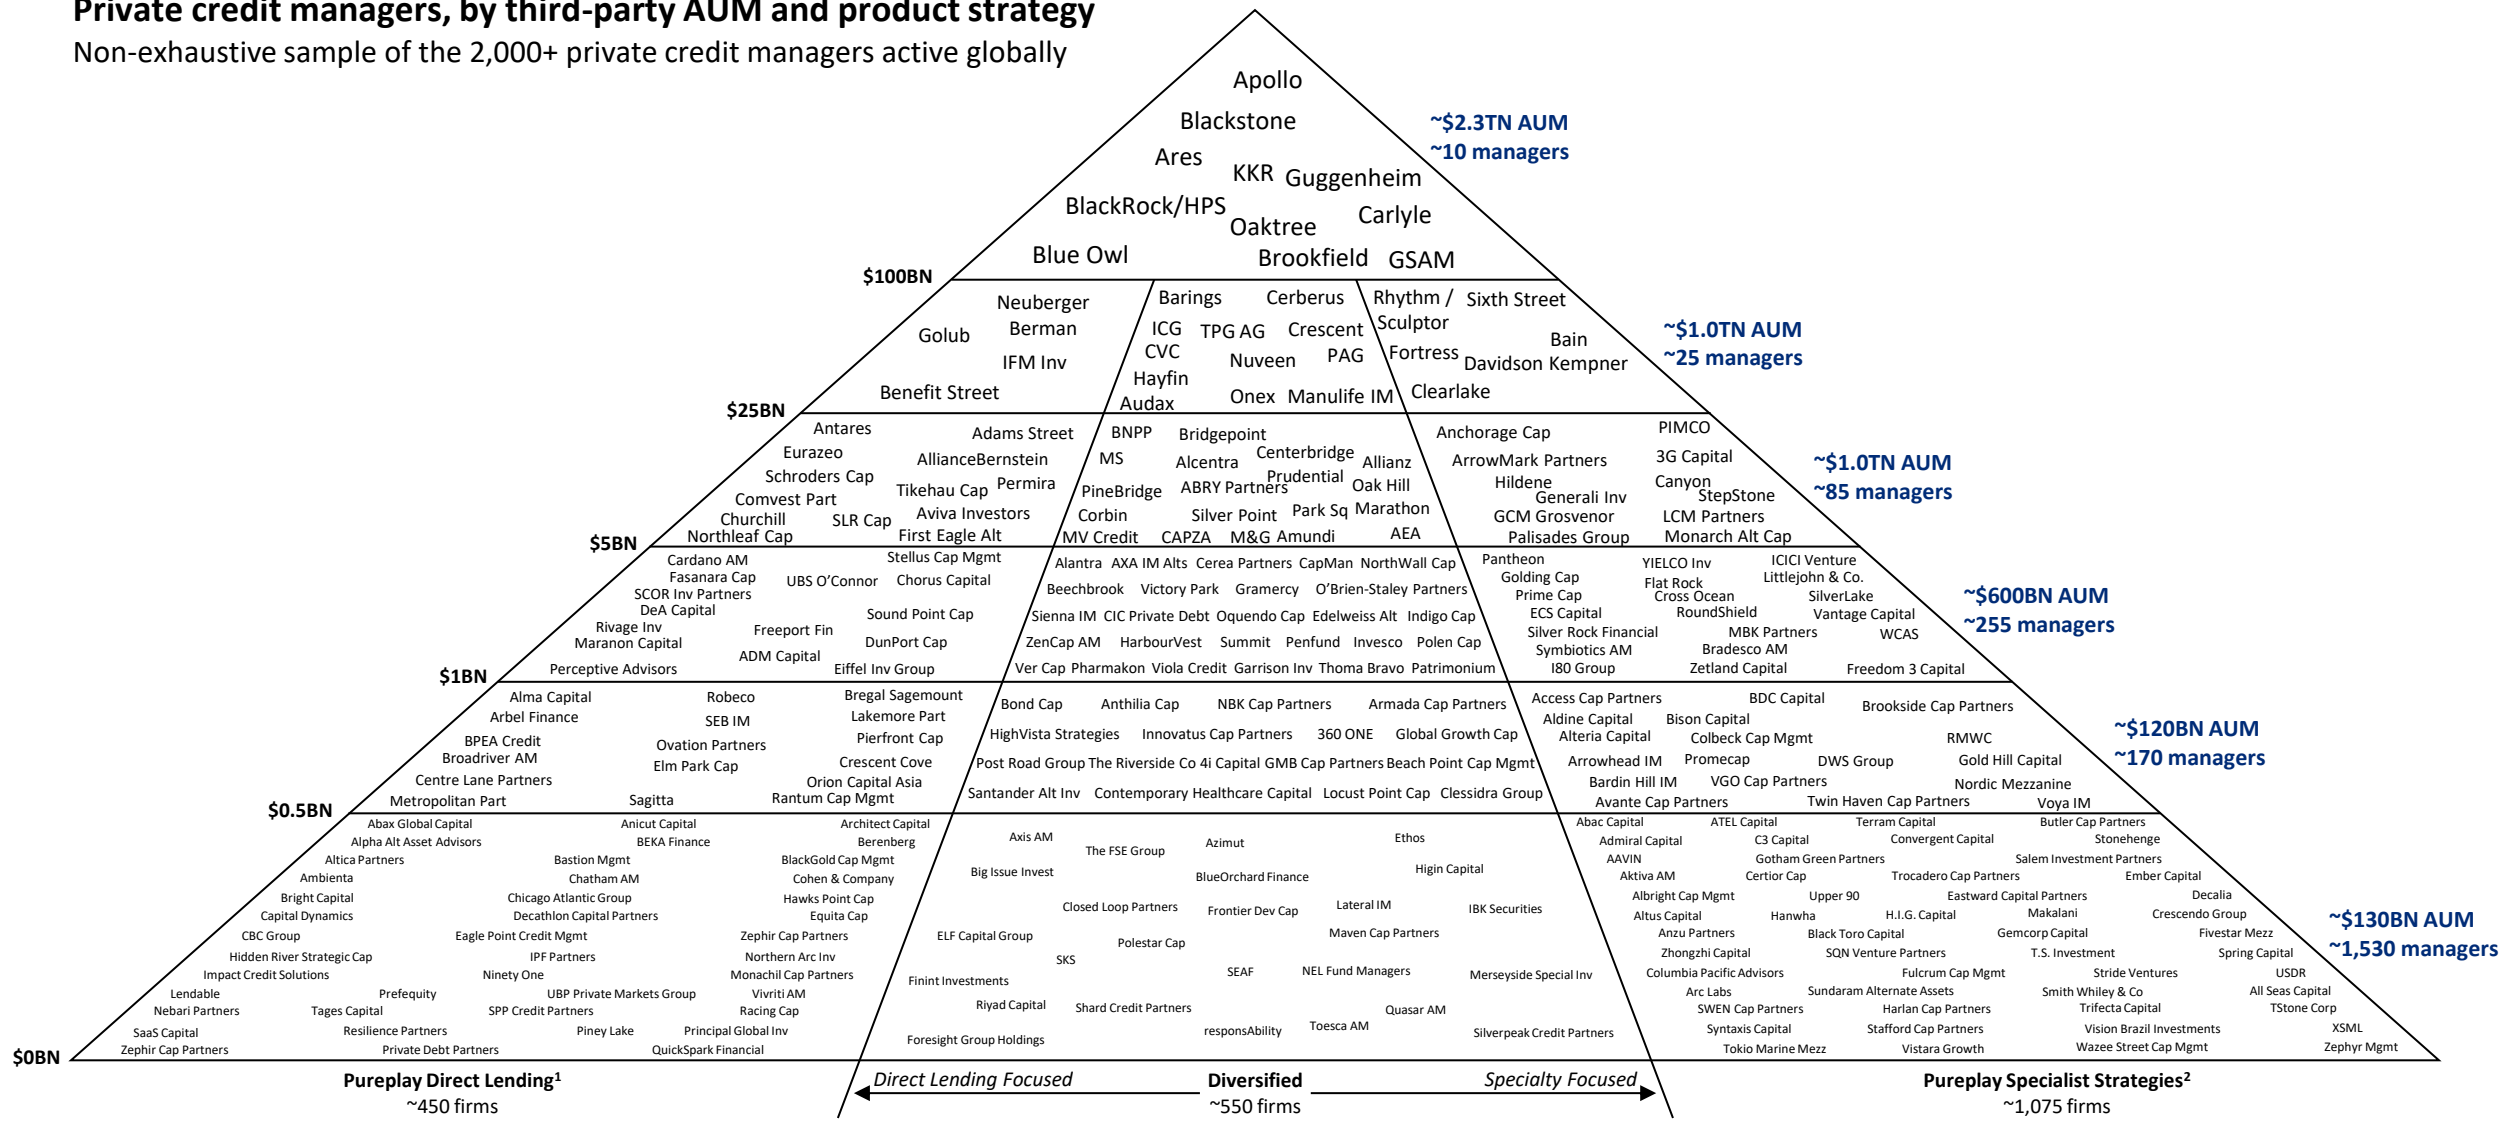 Private credit managers, by third-party AUM and product strategy
Non-exhaustive sample of the 2,000+ private credit managers active globally
Apollo
Blackstone
Ares
KKR Guggenheim
BlackRock/HPS
Carlyle
Oaktree
Blue Owl
Brookfield GSAM
~$2.3TN AUM
~10 managers
$100BN
Neuberger
Berman
Golub
IFM Inv
Benefit Street
Barings Cerberus
ICG TPG AG Crescent
CVC Nuveen PAG
Hayfin
Audax Onex Manulife IM
Rhythm / Sixth Street
Sculptor
Bain
Fortress Davidson Kempner
Clearlake
~$1.0TN AUM
~25 managers
$25BN
Antares Adams Street
Eurazeo AllianceBernstein
Schroders Cap
Tikehau Cap Permira
Comvest Part
Churchill SLR Cap Aviva Investors
Northleaf Cap First Eagle Alt
BNPP Bridgepoint
MS Alcentra Centerbridge Allianz
Prudential
PineBridge ABRY Partners Oak Hill
Corbin Silver Point Park Sq Marathon
MV Credit CAPZA M&G Amundi AEA
Anchorage Cap PIMCO
ArrowMark Partners 3G Capital
Hildene Canyon
Generali Inv StepStone
GCM Grosvenor LCM Partners
Palisades Group Monarch Alt Cap
~$1.0TN AUM
~85 managers
$5BN
Cardano AM Stellus Cap Mgmt
Fasanara Cap UBS O’Connor Chorus Capital
SCOR Inv Partners
DeA Capital Sound Point Cap
Rivage Inv Freeport Fin
Maranon Capital DunPort Cap
ADM Capital
Perceptive Advisors Eiffel Inv Group
Alantra AXA IM Alts Cerea Partners CapMan NorthWall Cap
Beechbrook Victory Park Gramercy O’Brien-Staley Partners
Sienna IM CIC Private Debt Oquendo Cap Edelweiss Alt Indigo Cap
ZenCap AM HarbourVest Summit Penfund Invesco Polen Cap
Ver Cap Pharmakon Viola Credit Garrison Inv Thoma Bravo Patrimonium
Pantheon YIELCO Inv ICICI Venture
Golding Cap Flat Rock Littlejohn & Co.
Prime Cap Cross Ocean SilverLake
ECS Capital RoundShield Vantage Capital
Silver Rock Financial MBK Partners WCAS
Symbiotics AM Bradesco AM
I80 Group Zetland Capital Freedom 3 Capital
~$600BN AUM
~255 managers
$1BN
Alma Capital Robeco Bregal Sagemount
Arbel Finance SEB IM Lakemore Part
BPEA Credit Ovation Partners Pierfront Cap
Broadriver AM Elm Park Cap Crescent Cove
Centre Lane Partners Orion Capital Asia
Metropolitan Part Sagitta Rantum Cap Mgmt
Bond Cap Anthilia Cap NBK Cap Partners Armada Cap Partners
HighVista Strategies Innovatus Cap Partners 360 ONE Global Growth Cap
Post Road Group The Riverside Co 4i Capital GMB Cap Partners Beach Point Cap Mgmt
Santander Alt Inv Contemporary Healthcare Capital Locust Point Cap Clessidra Group
Access Cap Partners BDC Capital Brookside Cap Partners
Aldine Capital Bison Capital
Alteria Capital Colbeck Cap Mgmt RMWC
Arrowhead IM Promecap DWS Group Gold Hill Capital
Bardin Hill IM VGO Cap Partners Nordic Mezzanine
Avante Cap Partners Twin Haven Cap Partners Voya IM
~$120BN AUM
~170 managers
$0.5BN
Abax Global Capital Anicut Capital Architect Capital
Alpha Alt Asset Advisors BEKA Finance Berenberg
Altica Partners Bastion Mgmt BlackGold Cap Mgmt
Ambienta Chatham AM Cohen & Company
Bright Capital Chicago Atlantic Group Hawks Point Cap
Capital Dynamics Decathlon Capital Partners Equita Cap
CBC Group Eagle Point Credit Mgmt Zephir Cap Partners
Hidden River Strategic Cap IPF Partners Northern Arc Inv
Impact Credit Solutions Ninety One Monachil Cap Partners
Lendable Prefequity UBP Private Markets Group Vivriti AM
Nebari Partners Tages Capital SPP Credit Partners Racing Cap
SaaS Capital Resilience Partners Piney Lake Principal Global Inv
Zephir Cap Partners Private Debt Partners QuickSpark Financial
Axis AM The FSE Group Azimut Ethos
Big Issue Invest BlueOrchard Finance Higin Capital
Closed Loop Partners Frontier Dev Cap Lateral IM IBK Securities
ELF Capital Group Polestar Cap Maven Cap Partners
SKS
Finint Investments SEAF NEL Fund Managers Merseyside Special Inv
Riyad Capital Shard Credit Partners Quasar AM
Foresight Group Holdings responsAbility Toesca AM Silverpeak Credit Partners
Abac Capital ATEL Capital Terram Capital Butler Cap Partners
Admiral Capital C3 Capital Convergent Capital Stonehenge
AAVIN Gotham Green Partners Salem Investment Partners
Aktiva AM Certior Cap Trocadero Cap Partners Ember Capital
Albright Cap Mgmt Upper 90 Eastward Capital Partners Decalia
Altus Capital Hanwha H.I.G. Capital Makalani Crescendo Group
Anzu Partners Black Toro Capital Gemcorp Capital Fivestar Mezz
Zhongzhi Capital SQN Venture Partners T.S. Investment Spring Capital
Columbia Pacific Advisors Fulcrum Cap Mgmt Stride Ventures USDR
Arc Labs Sundaram Alternate Assets Smith Whiley & Co All Seas Capital
SWEN Cap Partners Harlan Cap Partners Trifecta Capital TStone Corp
Syntaxis Capital Stafford Cap Partners Vision Brazil Investments XSML
Tokio Marine Mezz Vistara Growth Wazee Street Cap Mgmt Zephyr Mgmt
~$130BN AUM
~1,530 managers
$0BN
Pureplay Direct Lending¹
~450 firms
Direct Lending Focused Diversified Specialty Focused
~550 firms
Pureplay Specialist Strategies²
~1,075 firms